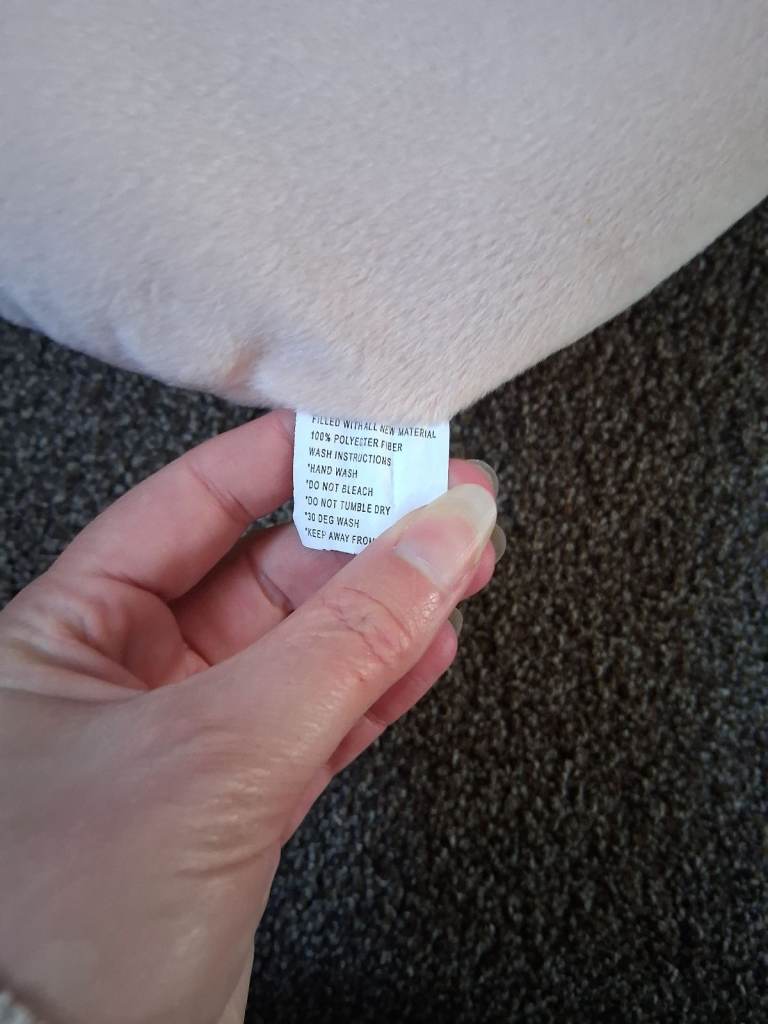 FILLED WITH ALL NEW MATERIAL
100% POLYESTER FIBER
WASH INSTRUCTIONS
*HAND WASH
*DO NOT BLEACH
*DO NOT TUMBLE DRY
*30 DEG WASH
*KEEP AWAY FROM